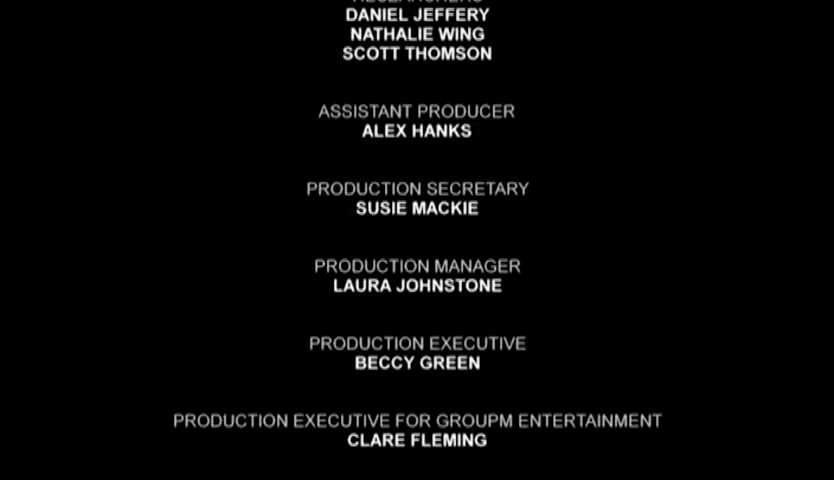 RESEARCHERS
DANIEL JEFFERY
NATHALIE WING
SCOTT THOMSON
ASSISTANT PRODUCER
ALEX HANKS
PRODUCTION SECRETARY
SUSIE MACKIE
PRODUCTION MANAGER
LAURA JOHNSTONE
PRODUCTION EXECUTIVE
BECCY GREEN
PRODUCTION EXECUTIVE FOR GROUPM ENTERTAINMENT
CLARE FLEMING